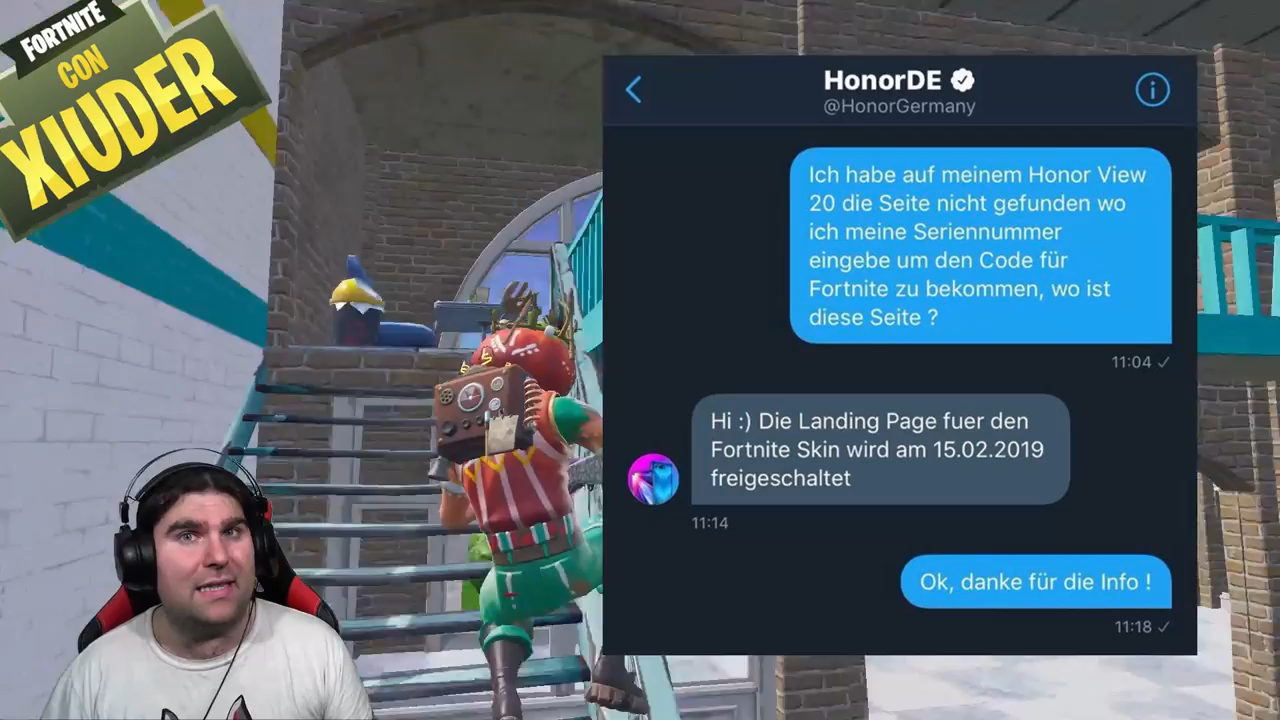 FORTNITE
CON
XIUDER
HonorDE
@HonorGermany
Ich habe auf meinem Honor View
20 die Seite nicht gefunden wo
ich meine Seriennummer
eingebe um den Code für
Fortnite zu bekommen, wo ist
diese Seite ?
11:04
Hi :) Die Landing Page fuer den
Fortnite Skin wird am 15.02.2019
freigeschaltet
11:14
Ok, danke für die Info !
11:18